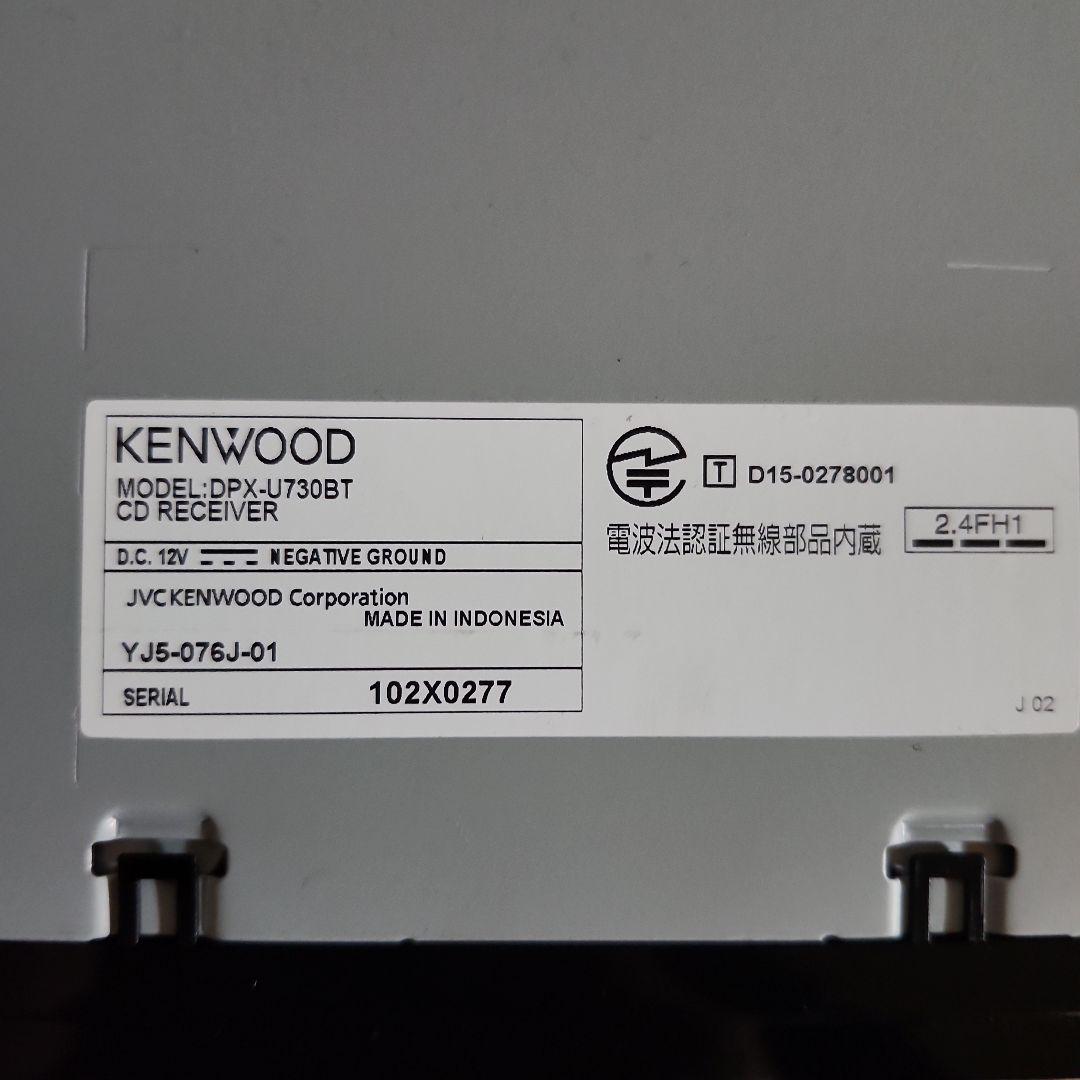 KENWOOD
MODEL:DPX-U730BT
CD RECEIVER
D.C. 12V NEGATIVE GROUND
JVCKENWOOD Corporation
MADE IN INDONESIA
YJ5-076J-01
SERIAL 102X0277
T D15-0278001
電波法認証無線部品内蔵 2.4FH1
J 02